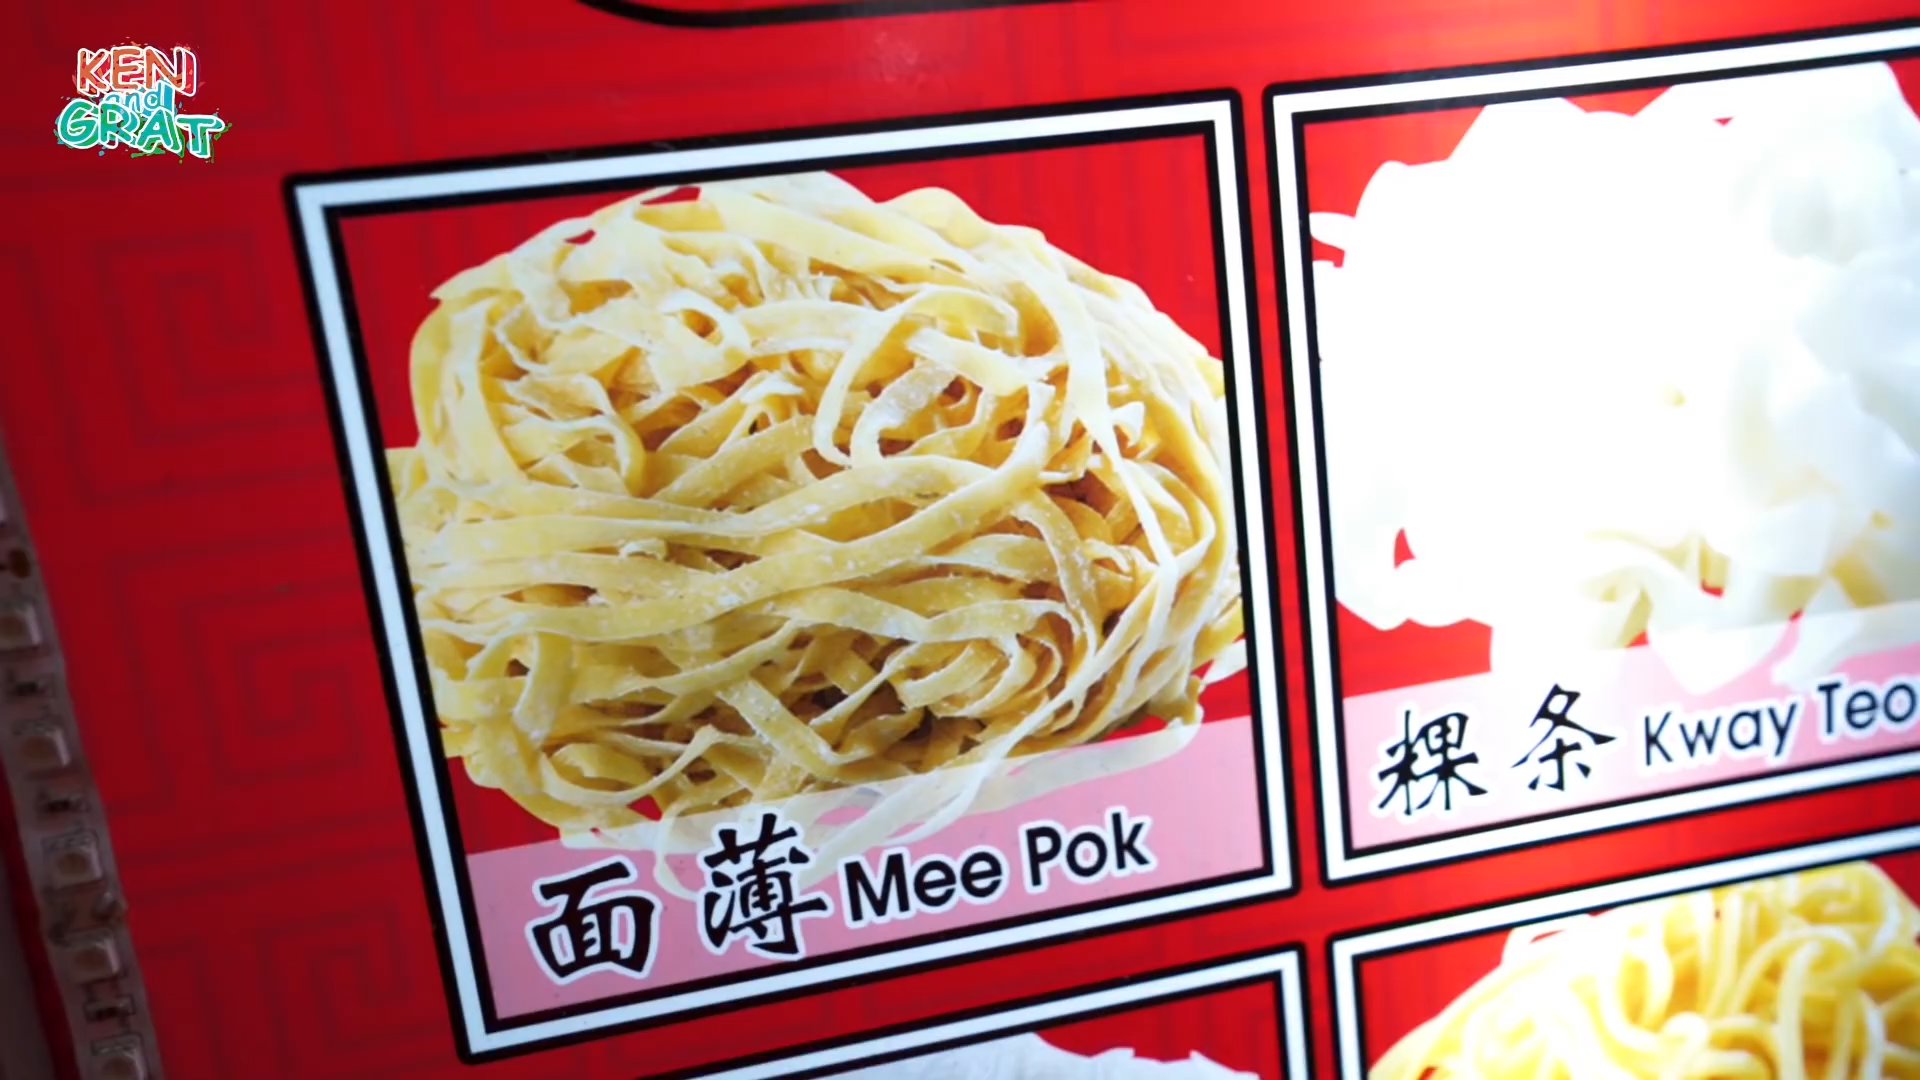 KEN
and
GRAT
面薄 Mee Pok
粿条 Kway Teo